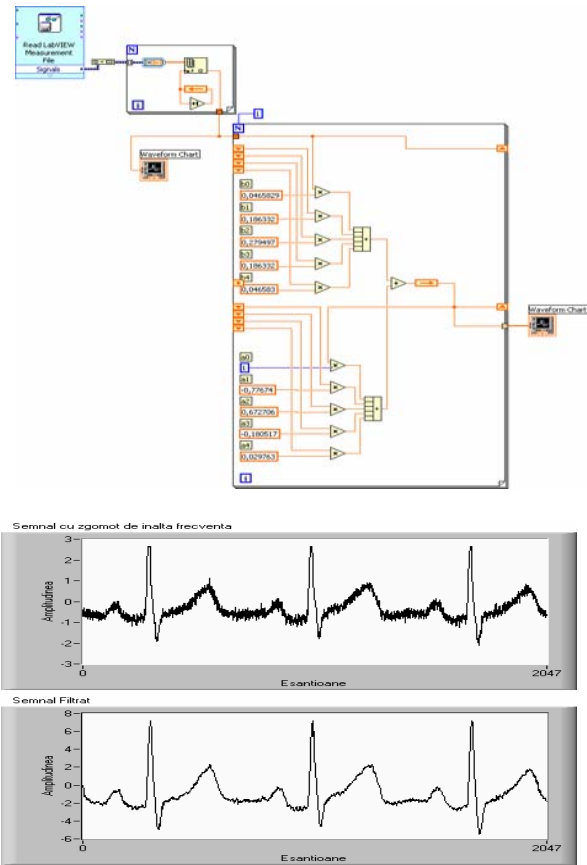 Read LabVIEW
Measurement
File
Signals
N
i
Waveform Chart
1
N
b0
0,0465829
b1
0,186332
b2
0,279497
b3
0,186332
b4
0,046583
Waveform Chart
a0
1
a1
-0,77674
a2
0,672706
a3
-0,180517
a4
0,029763
i
Semnal cu zgomot de inalta frecventa
3
2
1
0
-1
-2
-3
Amplitudinea
0
2047
Esantioane
Semnal Filtrat
8
6
4
2
0
-2
-4
-6
Amplitudinea
0
2047
Esantioane